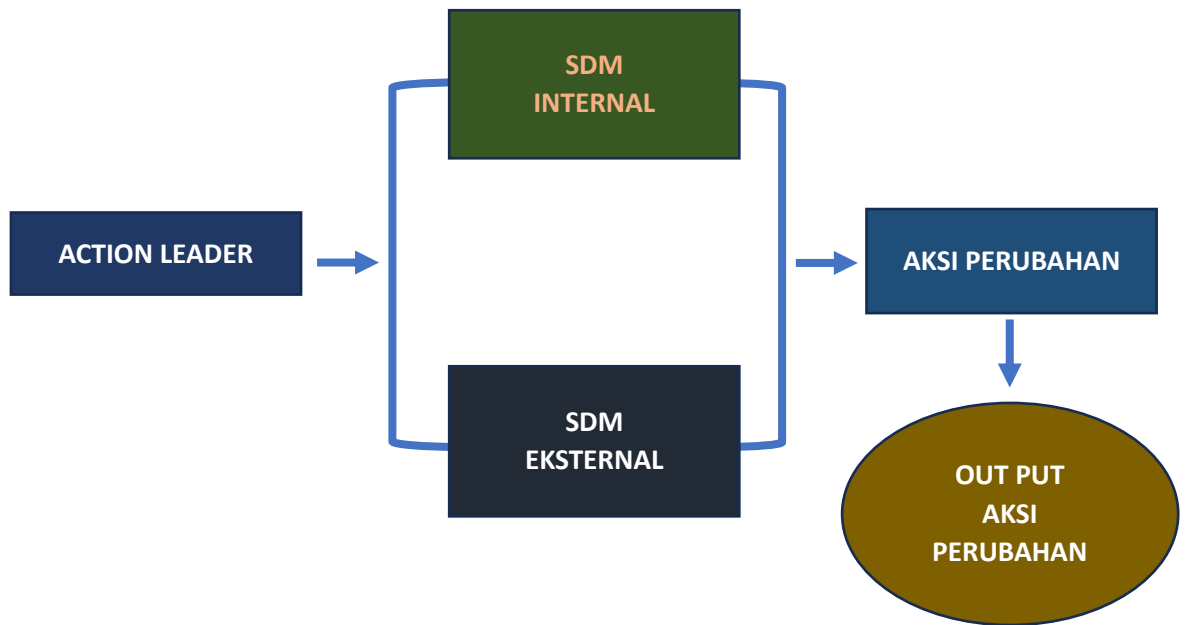 SDM
INTERNAL
ACTION LEADER
AKSI PERUBAHAN
SDM
EKSTERNAL
OUT PUT
AKSI
PERUBAHAN